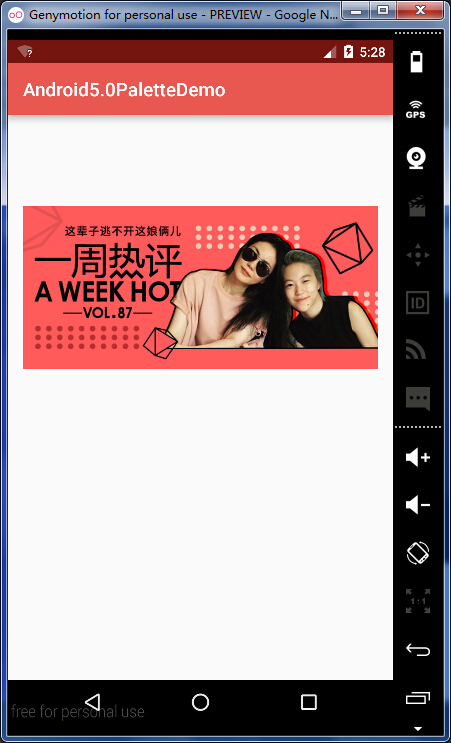 Genymotion for personal use - PREVIEW - Google N...
?
5:28
Android5.0PaletteDemo
GPS
这辈子逃不开这娘俩儿
一周热评
A WEEK HOT
VOL.87
ID
1:1
free for personal use